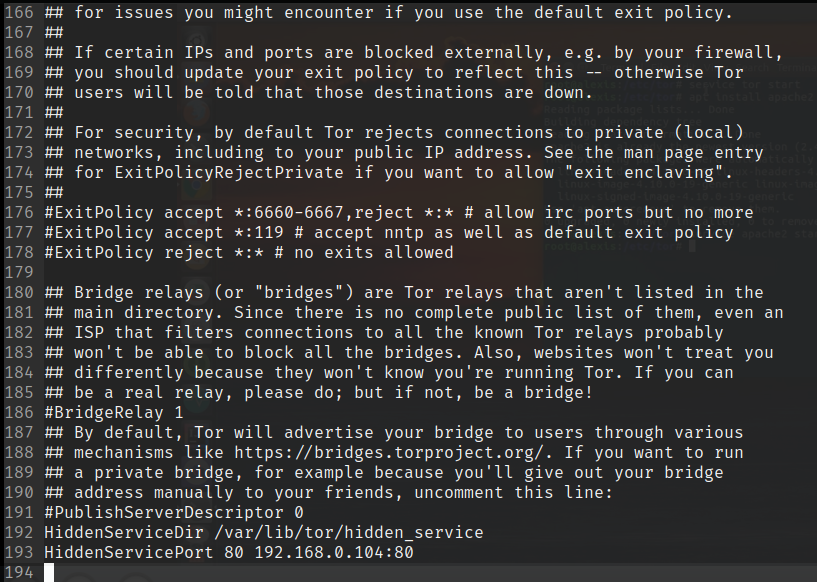 166 ## for issues you might encounter if you use the default exit policy.
167 ##
168 ## If certain IPs and ports are blocked externally, e.g. by your firewall,
169 ## you should update your exit policy to reflect this -- otherwise Tor
170 ## users will be told that those destinations are down.
171 ##
172 ## For security, by default Tor rejects connections to private (local)
173 ## networks, including to your public IP address. See the man page entry
174 ## for ExitPolicyRejectPrivate if you want to allow "exit enclaving".
175 ##
176 #ExitPolicy accept *:6660-6667,reject *:* # allow irc ports but no more
177 #ExitPolicy accept *:119 # accept nntp as well as default exit policy
178 #ExitPolicy reject *:* # no exits allowed
179
180 ## Bridge relays (or "bridges") are Tor relays that aren't listed in the
181 ## main directory. Since there is no complete public list of them, even an
182 ## ISP that filters connections to all the known Tor relays probably
183 ## won't be able to block all the bridges. Also, websites won't treat you
184 ## differently because they won't know you're running Tor. If you can
185 ## be a real relay, please do; but if not, be a bridge!
186 #BridgeRelay 1
187 ## By default, Tor will advertise your bridge to users through various
188 ## mechanisms like https://bridges.torproject.org/. If you want to run
189 ## a private bridge, for example because you'll give out your bridge
190 ## address manually to your friends, uncomment this line:
191 #PublishServerDescriptor 0
192 HiddenServiceDir /var/lib/tor/hidden_service
193 HiddenServicePort 80 192.168.0.104:80
194